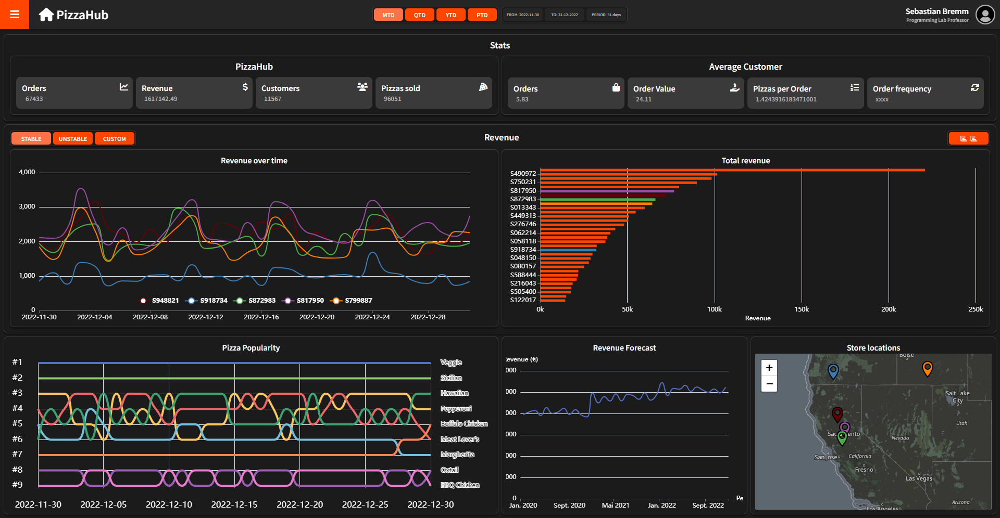 PizzaHub
MTD QTD YTD PTD
FROM: 2022-11-30 TO: 31-12-2022 PERIOD: 31 days
Sebastian Bremm
Programming Lab Professor
Stats
PizzaHub
Orders
67433
Revenue
1617142.49
Customers
11567
Pizzas sold
96051
Average Customer
Orders
5.83
Order Value
24.11
Pizzas per Order
1.4243916183471001
Order frequency
xxxx
STABLE UNSTABLE CUSTOM
Revenue
Revenue over time
4,000
3,000
2,000
1,000
0
2022-11-30 2022-12-04 2022-12-08 2022-12-12 2022-12-16 2022-12-20 2022-12-24 2022-12-28
S948821 S918734 S872983 S817950 S799887
Total revenue
S490972
S750231
S817950
S872983
S013343
S449313
S276746
S062214
S058118
S918734
S048150
S080157
S588444
S216043
S505400
S122017
0k 50k 100k 150k 200k 250k
Revenue
Pizza Popularity
#1 Veggie
#2 Sicilian
#3 Hawaiian
#4 Pepperoni
#5 Buffalo Chicken
#6 Meat Lover's
#7 Margherita
#8 Oxtail
#9 BBQ Chicken
2022-11-30 2022-12-05 2022-12-10 2022-12-15 2022-12-20 2022-12-25 2022-12-30
Revenue Forecast
evenue (€)
000
000
000
000
000
000
0
Jan. 2020 Sept. 2020 Mai 2021 Jan. 2022 Sept. 2022
Pe
Store locations
+
−
Boise
Salt Lake
City
Utah
Nevada
San Jose
California
Fresno
Las Vegas
Arizona
Los Angeles